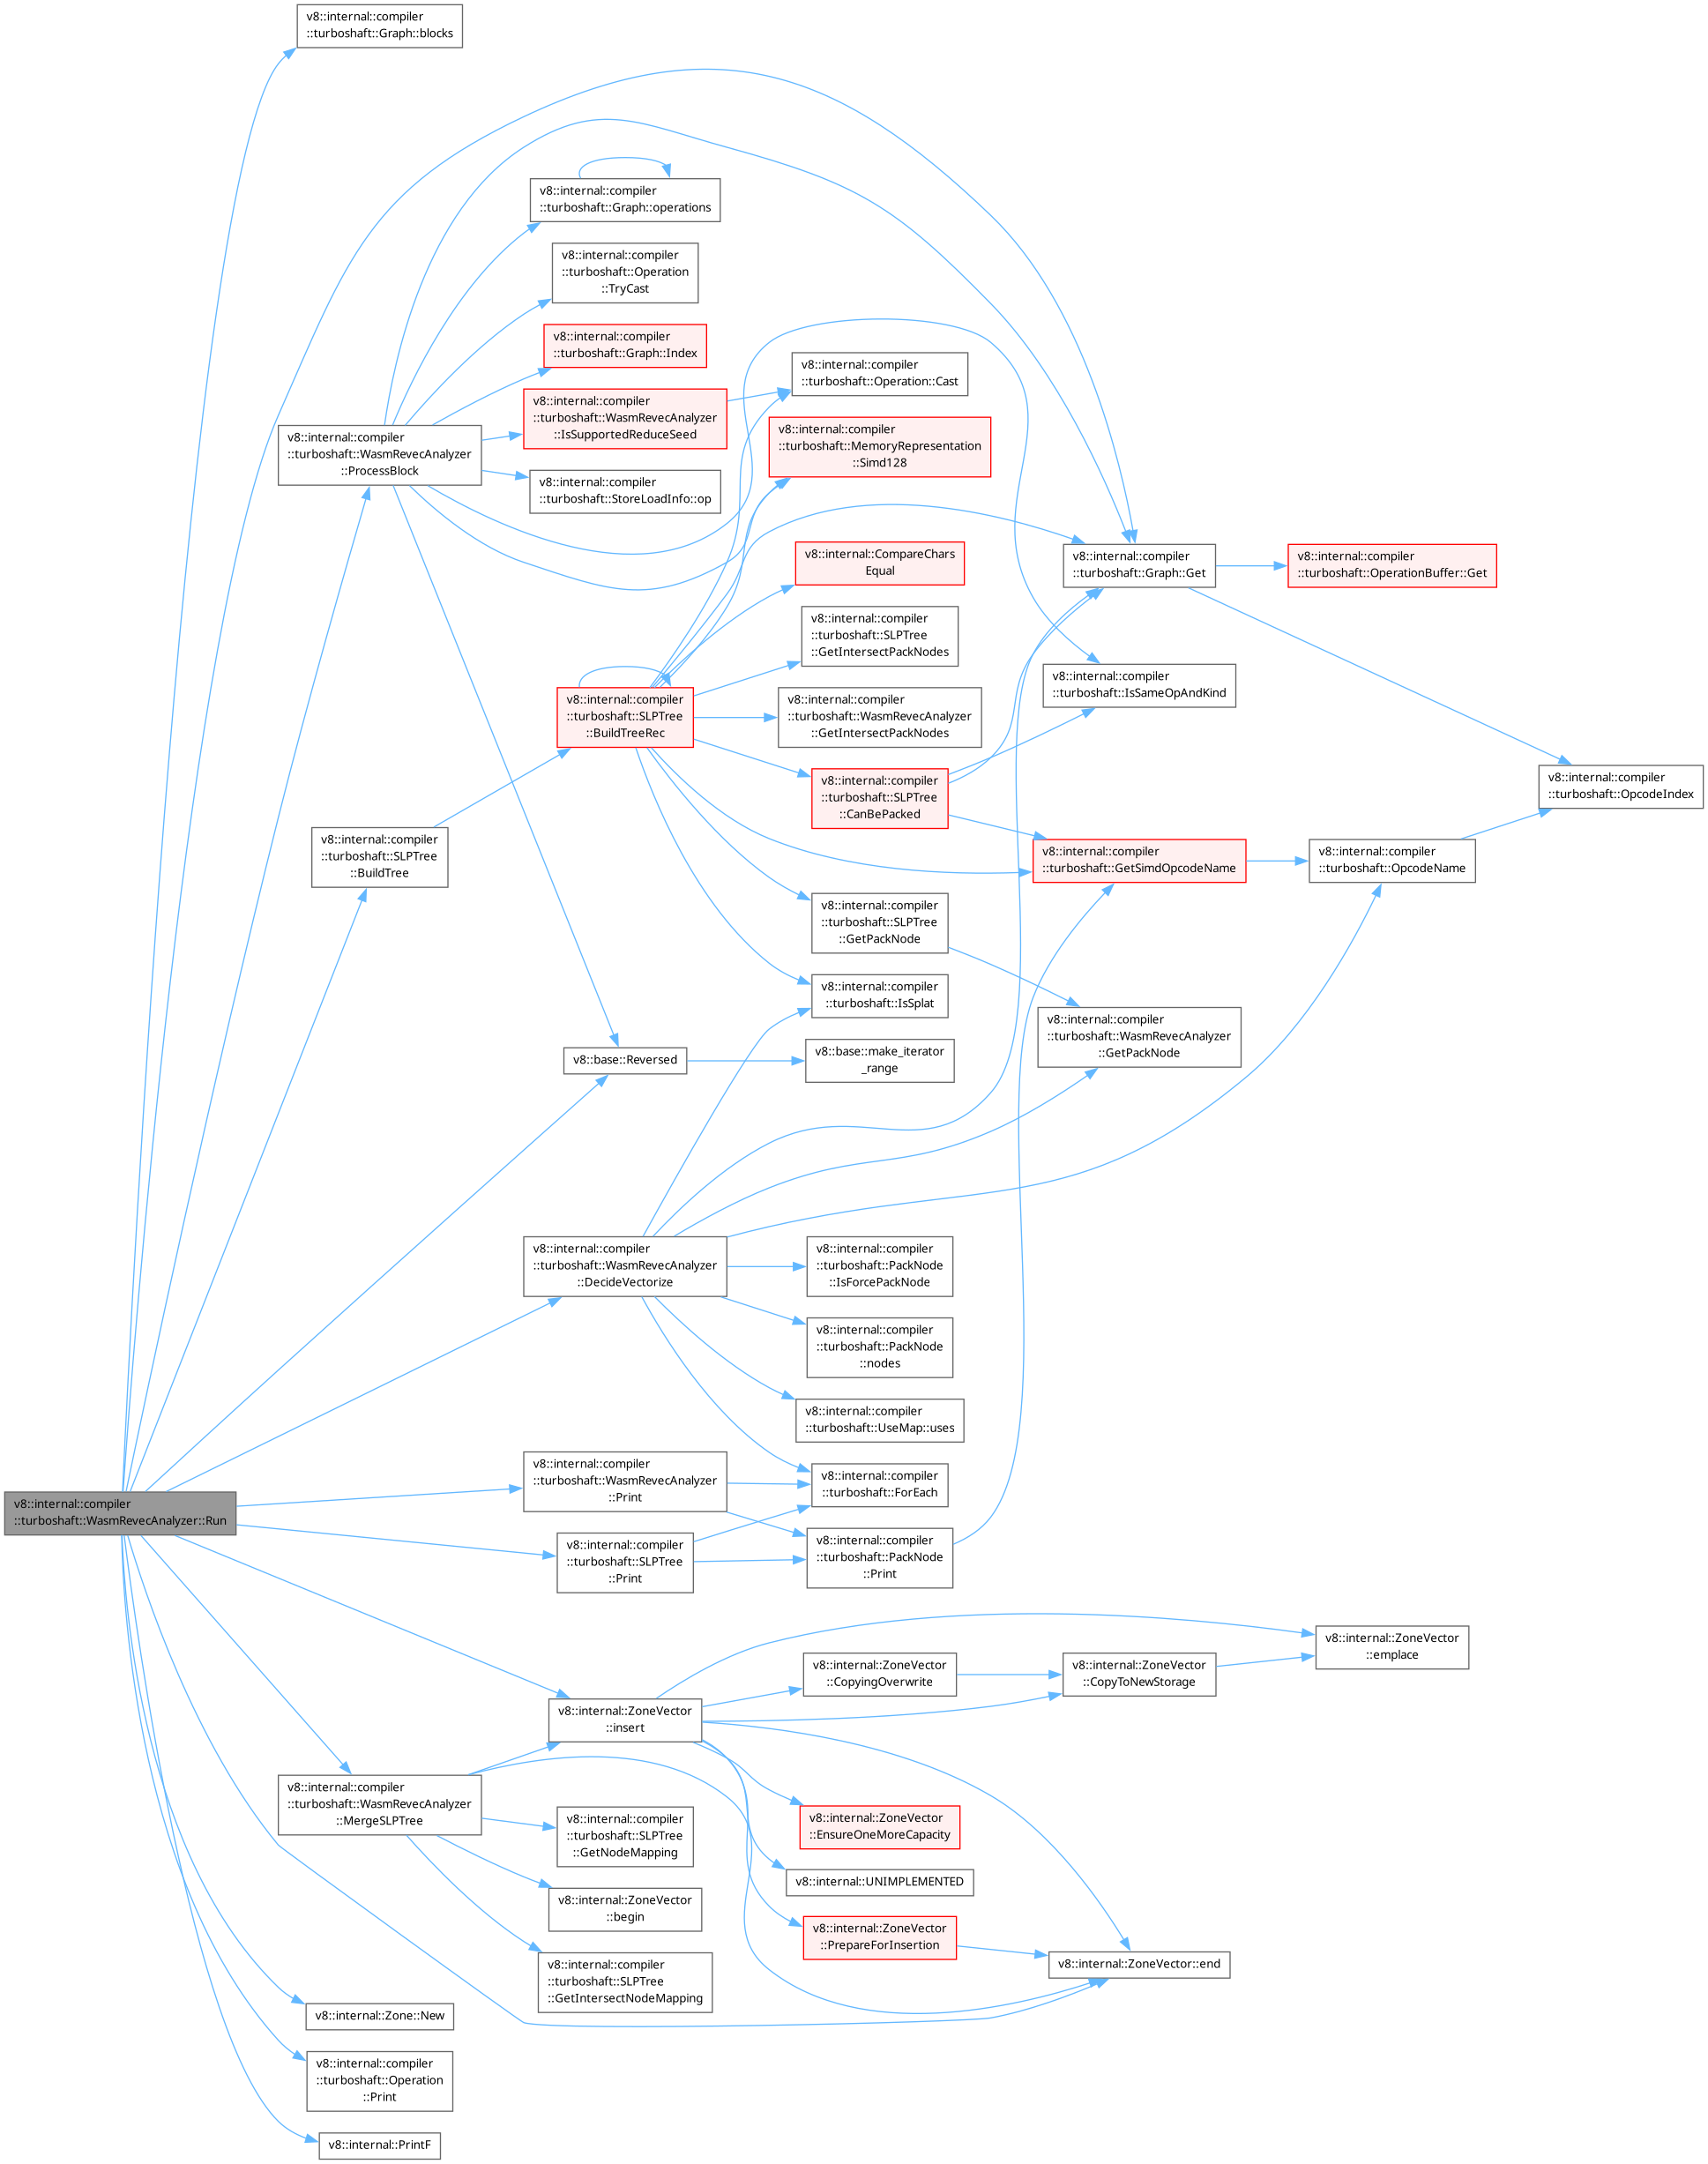 v8::internal::compiler
::turboshaft::Graph::blocks
v8::internal::compiler
::turboshaft::Graph::operations
v8::internal::compiler
::turboshaft::Operation
::TryCast
v8::internal::compiler
::turboshaft::Graph::Index
v8::internal::compiler
::turboshaft::Operation::Cast
v8::internal::compiler
::turboshaft::WasmRevecAnalyzer
::IsSupportedReduceSeed
v8::internal::compiler
::turboshaft::MemoryRepresentation
::Simd128
v8::internal::compiler
::turboshaft::WasmRevecAnalyzer
::ProcessBlock
v8::internal::compiler
::turboshaft::StoreLoadInfo::op
v8::internal::CompareChars
Equal
v8::internal::compiler
::turboshaft::Graph::Get
v8::internal::compiler
::turboshaft::OperationBuffer::Get
v8::internal::compiler
::turboshaft::SLPTree
::GetIntersectPackNodes
v8::internal::compiler
::turboshaft::IsSameOpAndKind
v8::internal::compiler
::turboshaft::SLPTree
::BuildTreeRec
v8::internal::compiler
::turboshaft::WasmRevecAnalyzer
::GetIntersectPackNodes
v8::internal::compiler
::turboshaft::SLPTree
::CanBePacked
v8::internal::compiler
::turboshaft::OpcodeIndex
v8::internal::compiler
::turboshaft::SLPTree
::BuildTree
v8::internal::compiler
::turboshaft::GetSimdOpcodeName
v8::internal::compiler
::turboshaft::OpcodeName
v8::internal::compiler
::turboshaft::SLPTree
::GetPackNode
v8::internal::compiler
::turboshaft::IsSplat
v8::internal::compiler
::turboshaft::WasmRevecAnalyzer
::GetPackNode
v8::base::Reversed
v8::base::make_iterator
_range
v8::internal::compiler
::turboshaft::WasmRevecAnalyzer
::DecideVectorize
v8::internal::compiler
::turboshaft::PackNode
::IsForcePackNode
v8::internal::compiler
::turboshaft::PackNode
::nodes
v8::internal::compiler
::turboshaft::UseMap::uses
v8::internal::compiler
::turboshaft::WasmRevecAnalyzer
::Print
v8::internal::compiler
::turboshaft::ForEach
v8::internal::compiler
::turboshaft::WasmRevecAnalyzer::Run
v8::internal::compiler
::turboshaft::SLPTree
::Print
v8::internal::compiler
::turboshaft::PackNode
::Print
v8::internal::ZoneVector
::emplace
v8::internal::ZoneVector
::CopyingOverwrite
v8::internal::ZoneVector
::CopyToNewStorage
v8::internal::ZoneVector
::insert
v8::internal::compiler
::turboshaft::WasmRevecAnalyzer
::MergeSLPTree
v8::internal::compiler
::turboshaft::SLPTree
::GetNodeMapping
v8::internal::ZoneVector
::EnsureOneMoreCapacity
v8::internal::UNIMPLEMENTED
v8::internal::ZoneVector
::begin
v8::internal::ZoneVector
::PrepareForInsertion
v8::internal::ZoneVector::end
v8::internal::compiler
::turboshaft::SLPTree
::GetIntersectNodeMapping
v8::internal::Zone::New
v8::internal::compiler
::turboshaft::Operation
::Print
v8::internal::PrintF